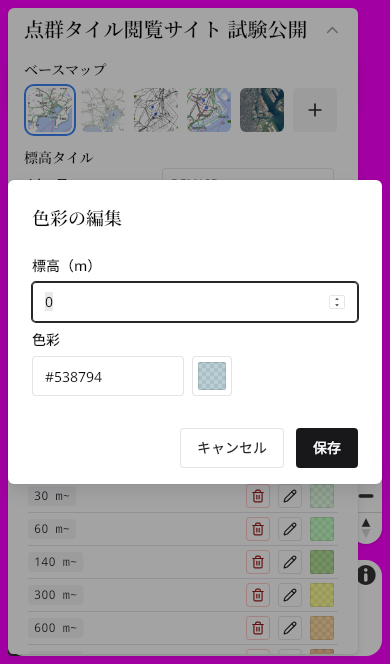 点群タイル閲覧サイト 試験公開
ベースマップ
標高タイル
色彩の編集
標高（m）
0
色彩
#538794
キャンセル
保存
30 m~
60 m~
140 m~
300 m~
600 m~